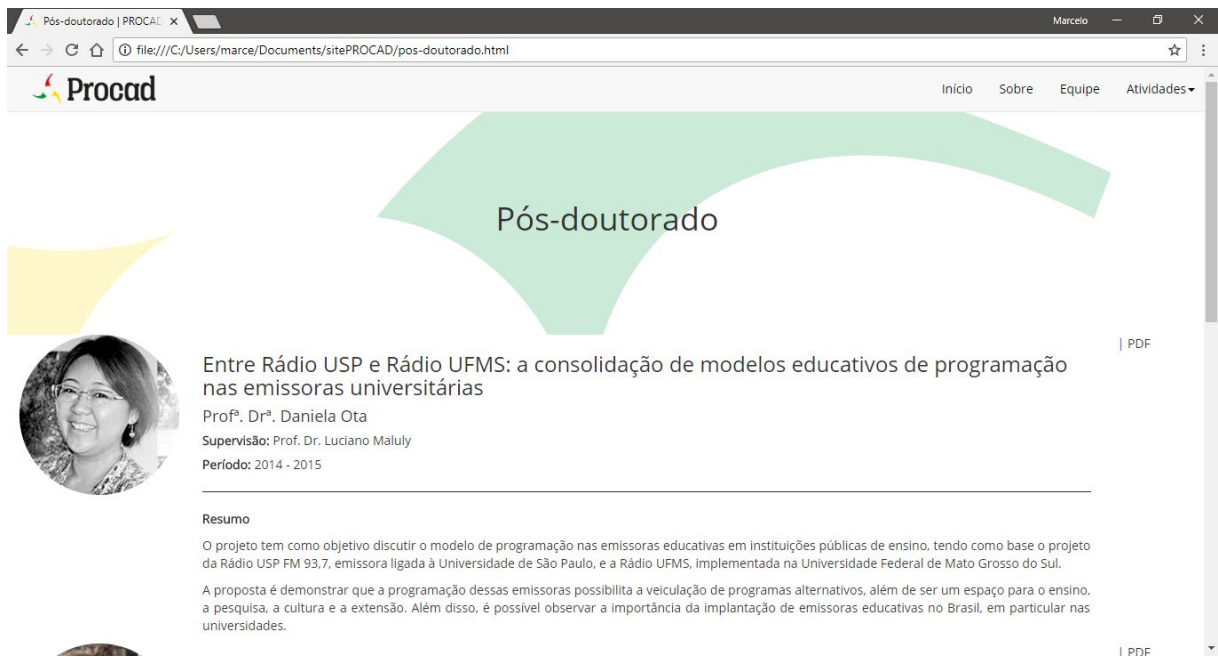 Pós-doutorado | PROCAD
Marcelo
file:///C:/Users/marce/Documents/sitePROCAD/pos-doutorado.html
Procad
Início Sobre Equipe Atividades
Pós-doutorado
| PDF
Entre Rádio USP e Rádio UFMS: a consolidação de modelos educativos de programação
nas emissoras universitárias
Profª. Drª. Daniela Ota
Supervisão: Prof. Dr. Luciano Maluly
Período: 2014 - 2015
Resumo
O projeto tem como objetivo discutir o modelo de programação nas emissoras educativas em instituições públicas de ensino, tendo como base o projeto
da Rádio USP FM 93,7, emissora ligada à Universidade de São Paulo, e a Rádio UFMS, implementada na Universidade Federal de Mato Grosso do Sul.
A proposta é demonstrar que a programação dessas emissoras possibilita a veiculação de programas alternativos, além de ser um espaço para o ensino,
a pesquisa, a cultura e a extensão. Além disso, é possível observar a importância da implantação de emissoras educativas no Brasil, em particular nas
universidades.
| PDF